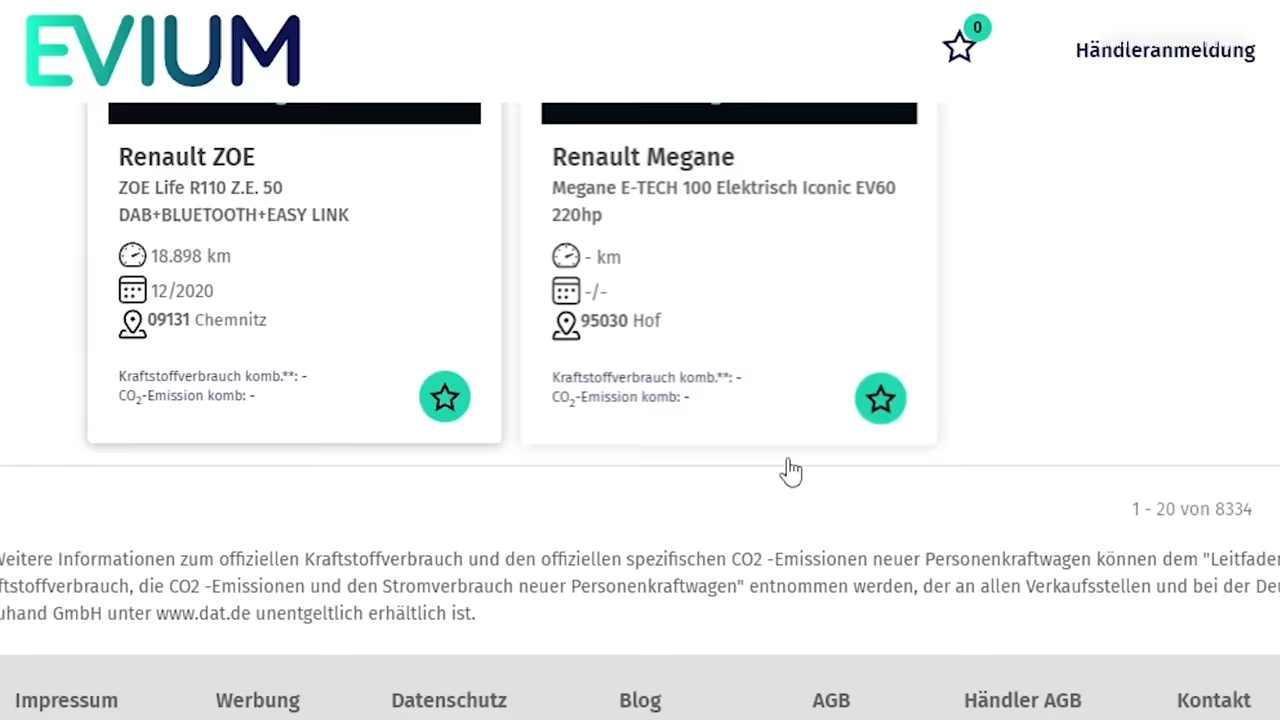 EVIUM
0
Händleranmeldung
Renault ZOE
ZOE Life R110 Z.E. 50
DAB+BLUETOOTH+EASY LINK
18.898 km
12/2020
09131 Chemnitz
Kraftstoffverbrauch komb.**: -
CO2-Emission komb: -
Renault Megane
Megane E-TECH 100 Elektrisch Iconic EV60
220hp
- km
-/-
95030 Hof
Kraftstoffverbrauch komb.**: -
CO2-Emission komb: -
1 - 20 von 8334
Weitere Informationen zum offiziellen Kraftstoffverbrauch und den offiziellen spezifischen CO2 -Emissionen neuer Personenkraftwagen können dem "Leitfaden
ftstoffverbrauch, die CO2 -Emissionen und den Stromverbrauch neuer Personenkraftwagen" entnommen werden, der an allen Verkaufsstellen und bei der Deu
uhand GmbH unter www.dat.de unentgeltlich erhältlich ist.
Impressum Werbung Datenschutz Blog AGB Händler AGB Kontakt